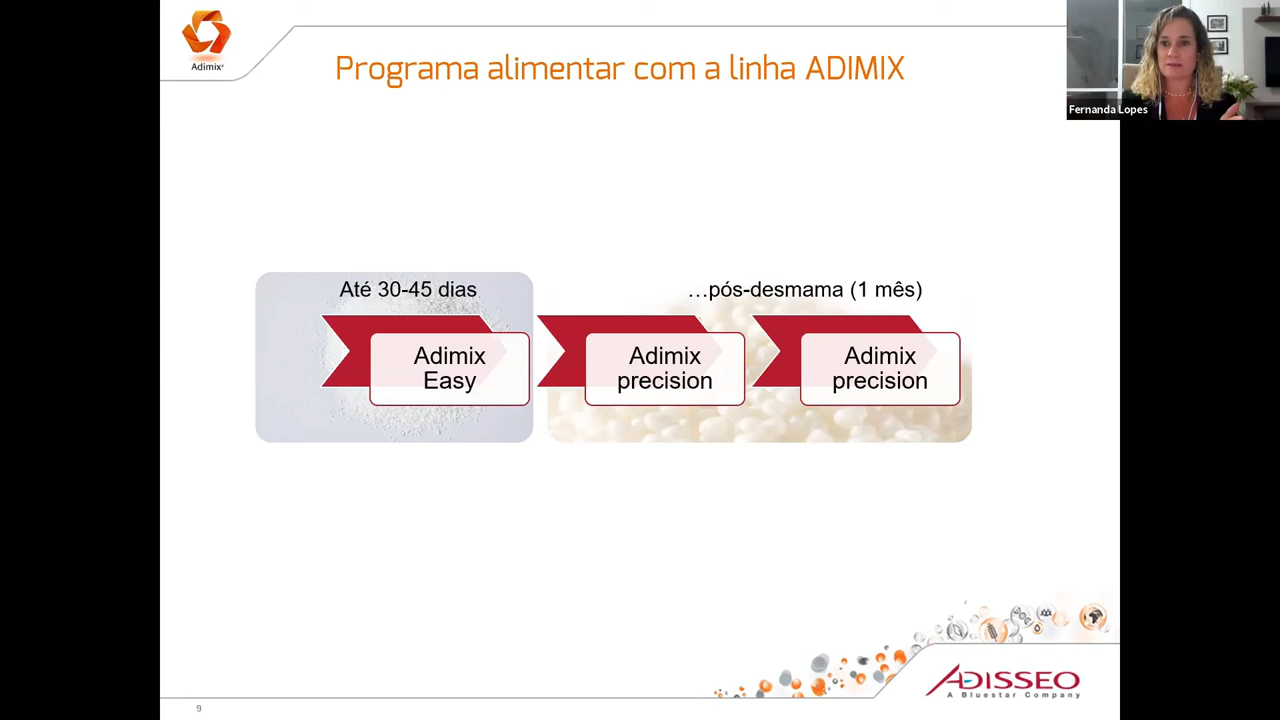 Adimix®
Programa alimentar com a linha ADIMIX
Fernanda Lopes
Até 30-45 dias
…pós-desmama (1 mês)
Adimix
Easy
Adimix
precision
Adimix
precision
ADISSEO
A Bluestar Company
9